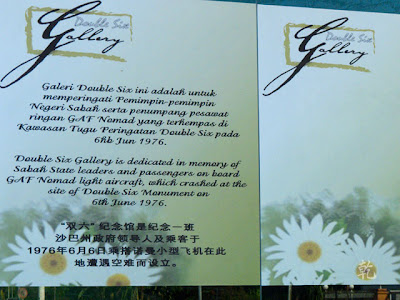 Double Six
Gallery
Galeri Double Six ini adalah untuk
memperingati Pemimpin-pemimpin
Negeri Sabah serta penumpang pesawat
ringan GAF Nomad yang terhempas di
Kawasan Tugu Peringatan Double Six pada
6hb Jun 1976.
Double Six Gallery is dedicated in memory of
Sabah State leaders and passengers on board
GAF Nomad light aircraft, which crashed at the
site of Double Six Monument on
6th June 1976.
“双六”纪念馆是纪念一班
沙巴州政府领导人及乘客于
1976年6月6日乘搭诺曼小型飞机在此
地遭遇空难而设立。
Double Six
Gallery
乾